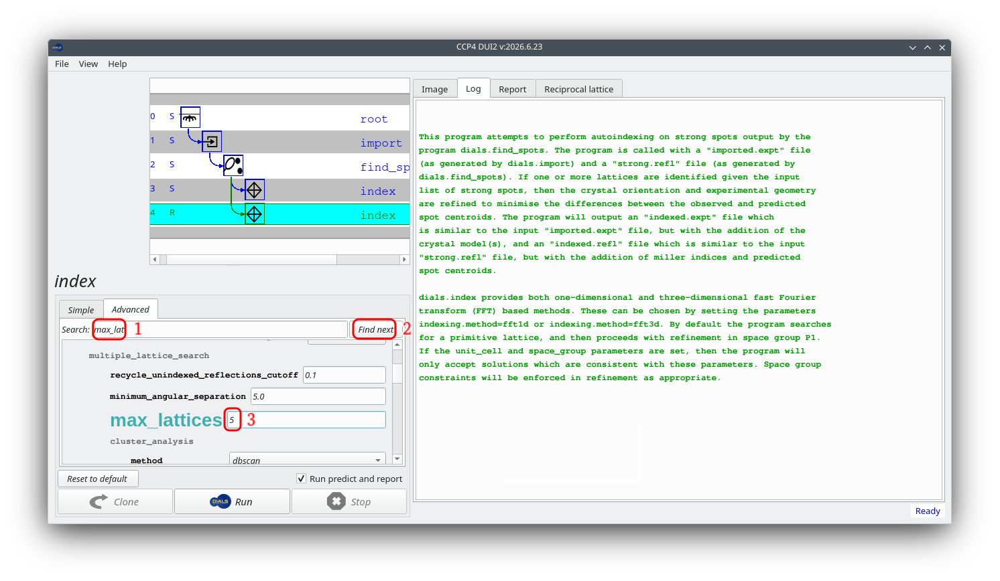 CCP4 DUI2 v:2026.6.23
File View Help
0 S root
1 S import
2 S find_sp
3 S index
4 R index
index
Simple Advanced
Search: max_lat 1 Find next 2
multiple_lattice_search
recycle_unindexed_reflections_cutoff 0.1
minimum_angular_separation 5.0
max_lattices 5 3
cluster_analysis
method dbscan
Reset to default Run predict and report
Clone DIALS Run Stop
Image Log Report Reciprocal lattice
This program attempts to perform autoindexing on strong spots output by the
program dials.find_spots. The program is called with a "imported.expt" file
(as generated by dials.import) and a "strong.refl" file (as generated by
dials.find_spots). If one or more lattices are identified given the input
list of strong spots, then the crystal orientation and experimental geometry
are refined to minimise the differences between the observed and predicted
spot centroids. The program will output an "indexed.expt" file which
is similar to the input "imported.expt" file, but with the addition of the
crystal model(s), and an "indexed.refl" file which is similar to the input
"strong.refl" file, but with the addition of miller indices and predicted
spot centroids.
dials.index provides both one-dimensional and three-dimensional fast Fourier
transform (FFT) based methods. These can be chosen by setting the parameters
indexing.method=fft1d or indexing.method=fft3d. By default the program searches
for a primitive lattice, and then proceeds with refinement in space group P1.
If the unit_cell and space_group parameters are set, then the program will
only accept solutions which are consistent with these parameters. Space group
constraints will be enforced in refinement as appropriate.
Ready